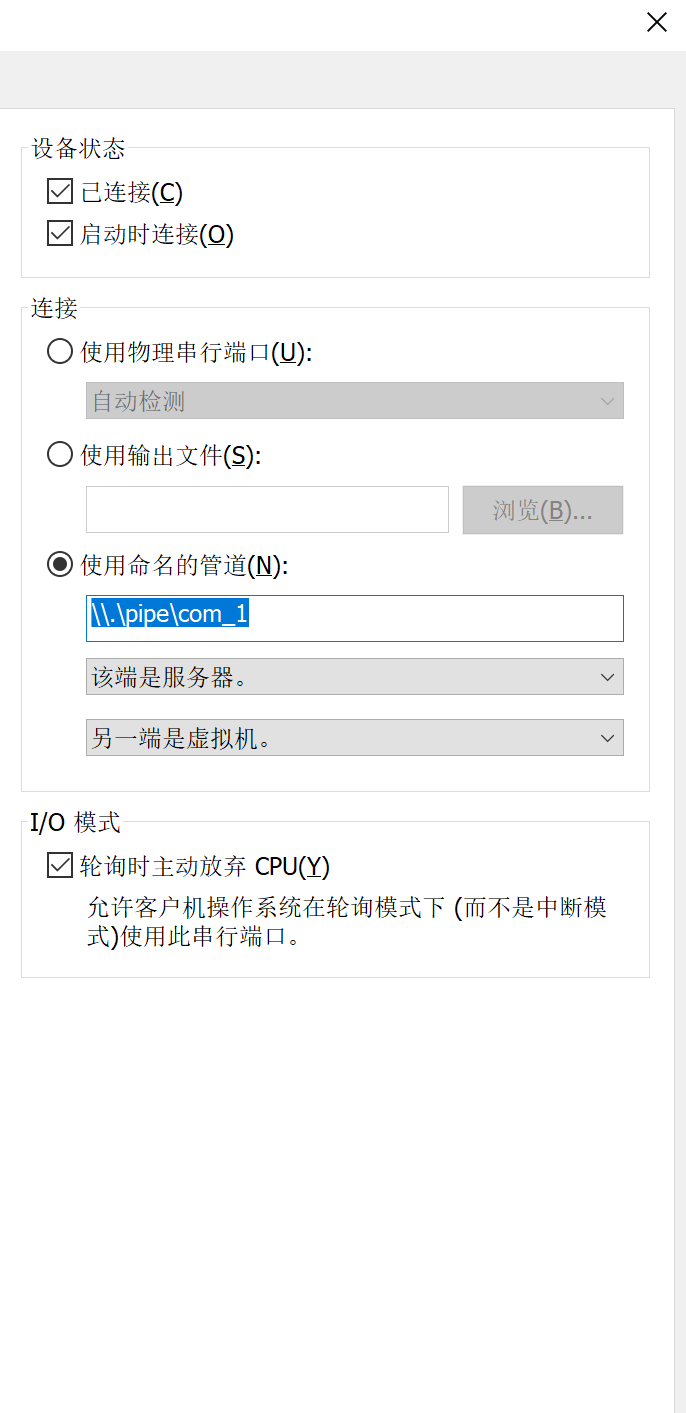 设备状态
已连接(C)
启动时连接(O)
连接
使用物理串行端口(U):
自动检测
使用输出文件(S):
浏览(B)...
使用命名的管道(N):
\\.\pipe\com_1
该端是服务器。
另一端是虚拟机。
I/O 模式
轮询时主动放弃 CPU(Y)
允许客户机操作系统在轮询模式下 (而不是中断模
式)使用此串行端口。